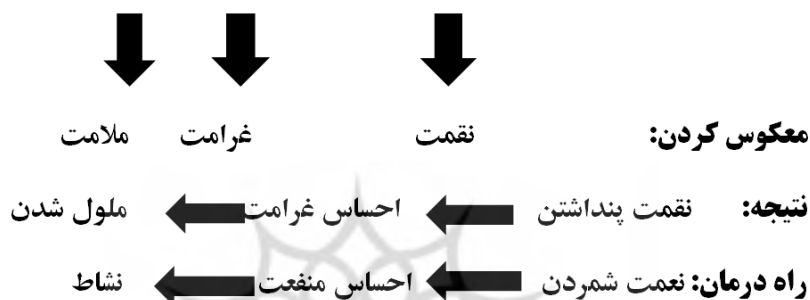 معکوس کردن: نقمت غرامت ملامت
نتیجه: نقمت پنداشتن احساس غرامت ملول شدن
راه درمان: نعمت شمردن احساس منفعت نشاط